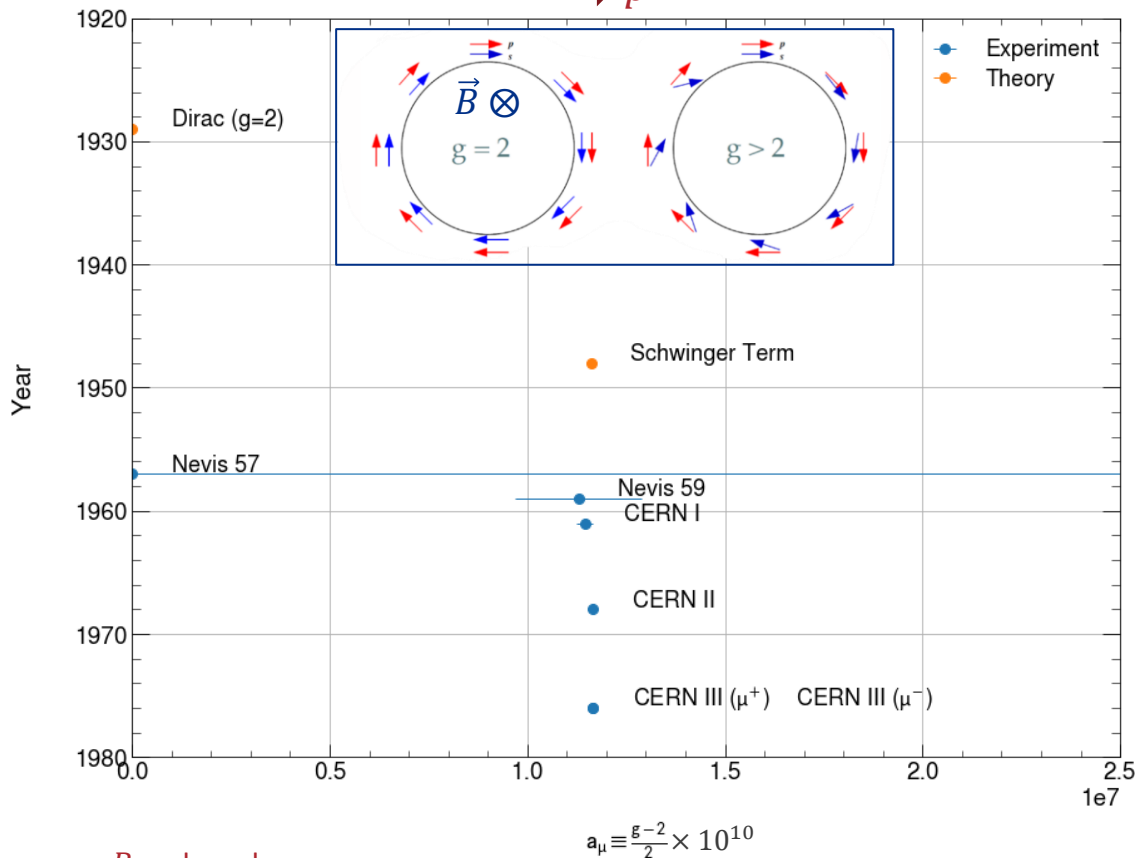 p
1920
p
s
p
s
Experiment
Theory
B⃗ ⊗
Dirac (g=2)
1930
g = 2
g > 2
1940
Schwinger Term
1950
Year
Nevis 57
Nevis 59
1960
CERN I
CERN II
1970
CERN III (μ⁺) CERN III (μ⁻)
1980
0.0 0.5 1.0 1.5 2.0 2.5
1e7
aμ≡(g−2)/2 × 10¹⁰